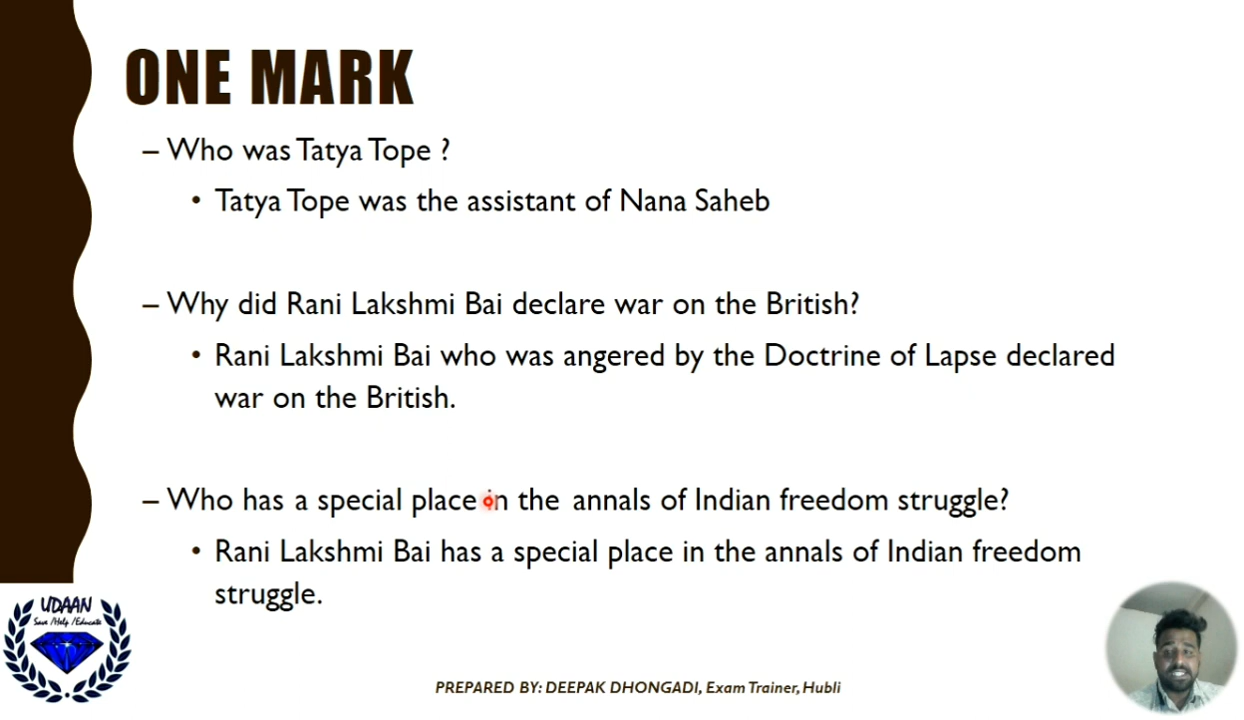 ONE MARK
– Who was Tatya Tope ?
• Tatya Tope was the assistant of Nana Saheb
– Why did Rani Lakshmi Bai declare war on the British?
• Rani Lakshmi Bai who was angered by the Doctrine of Lapse declared
war on the British.
– Who has a special place in the annals of Indian freedom struggle?
• Rani Lakshmi Bai has a special place in the annals of Indian freedom
struggle.
UDAAN
Save /Help /Educate
PREPARED BY: DEEPAK DHONGADI, Exam Trainer, Hubli